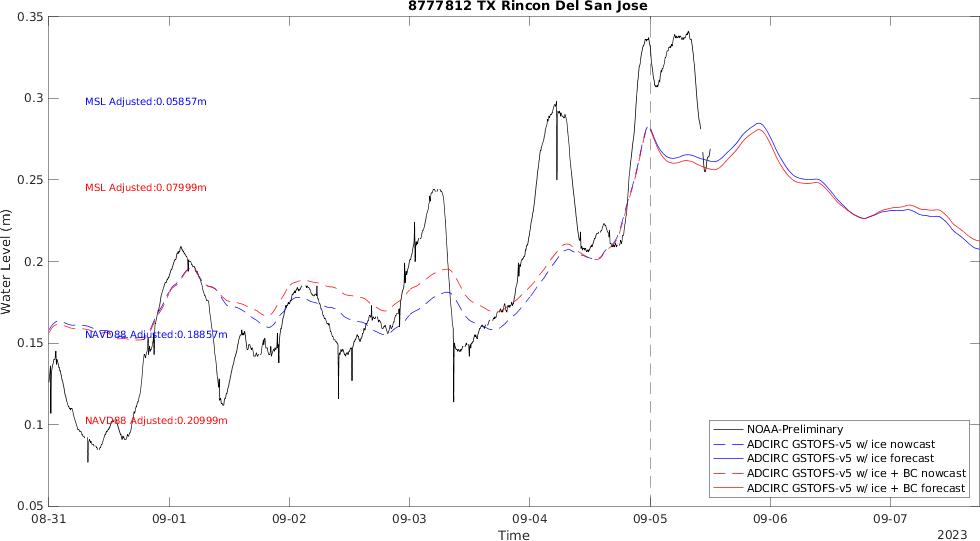 8777812 TX Rincon Del San Jose
0.35
0.3
0.25
0.2
0.15
0.1
0.05
Water Level (m)
MSL Adjusted:0.05857m
MSL Adjusted:0.07999m
NAVD88 Adjusted:0.18857m
NAVD88 Adjusted:0.20999m
NOAA-Preliminary
ADCIRC GSTOFS-v5 w/ ice nowcast
ADCIRC GSTOFS-v5 w/ ice forecast
ADCIRC GSTOFS-v5 w/ ice + BC nowcast
ADCIRC GSTOFS-v5 w/ ice + BC forecast
08-31 09-01 09-02 09-03 09-04 09-05 09-06 09-07
Time
2023